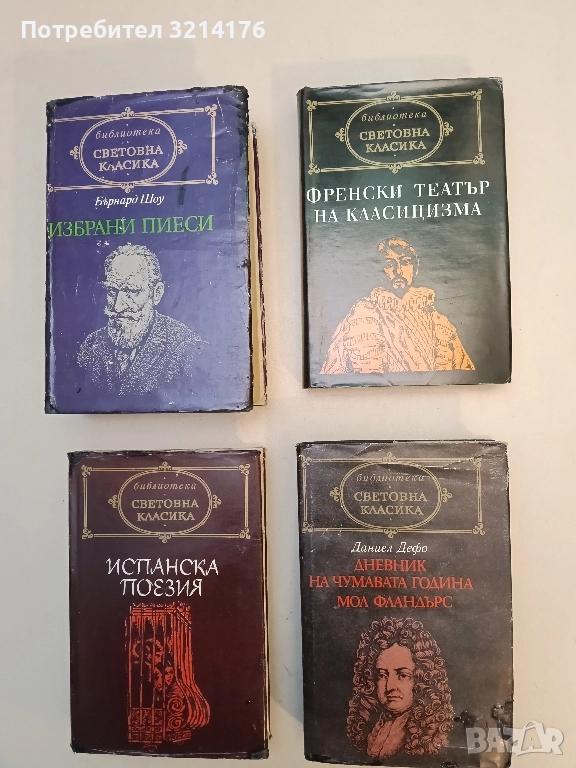 Потребител 3214176
библиотека
СВЕТОВНА
КЛАСИКА
Бърнард Шоу
ИЗБРАНИ ПИЕСИ
библиотека
СВЕТОВНА
КЛАСИКА
ФРЕНСКИ ТЕАТЪР
НА КЛАСИЦИЗМА
библиотека
СВЕТОВНА
КЛАСИКА
ИСПАНСКА
ПОЕЗИЯ
библиотека
СВЕТОВНА
КЛАСИКА
Даниел Дефо
ДНЕВНИК
НА ЧУМАВАТА ГОДИНА
МОЛ ФЛАНДЪРС
BAZAR